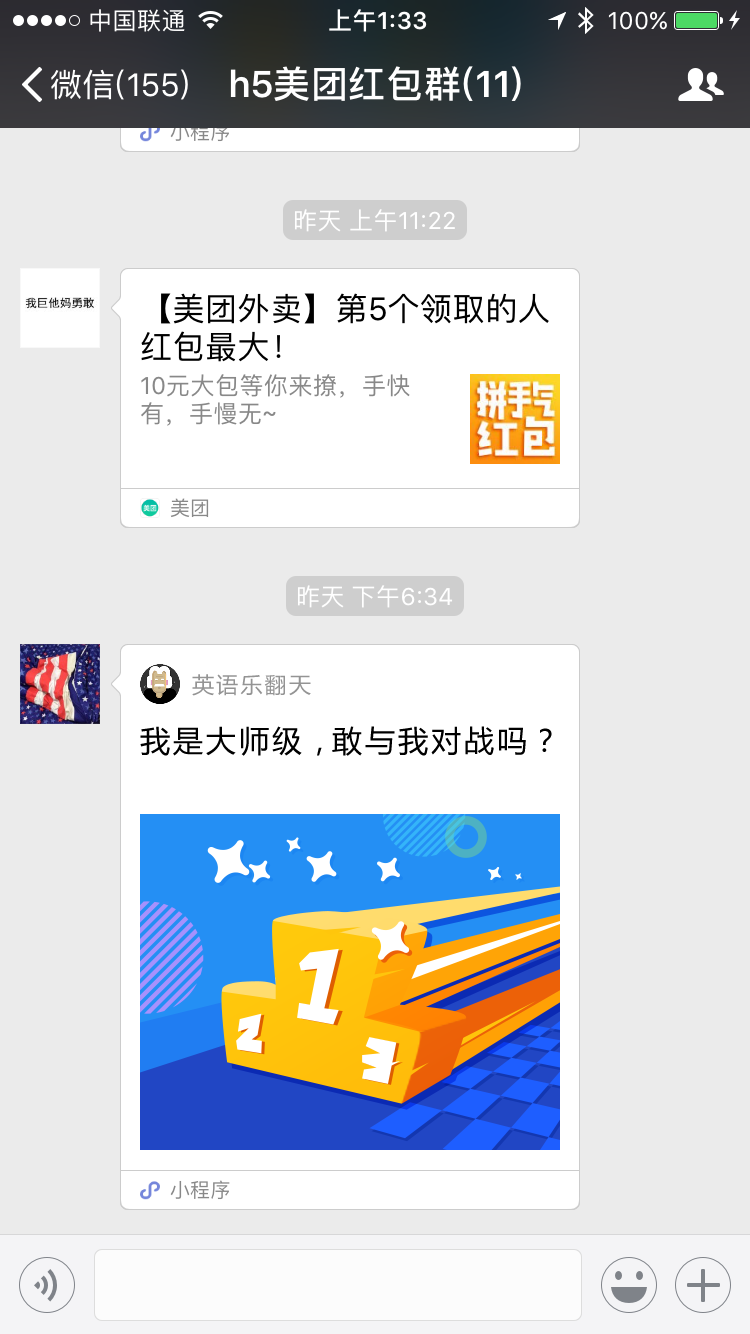 中国联通
上午1:33
100%
微信(155)
h5美团红包群(11)
小程序
昨天 上午11:22
我巨他妈勇敢
【美团外卖】第5个领取的人
红包最大!
10元大包等你来撩，手快
有，手慢无~
拼手气
红包
美团
美团
昨天 下午6:34
英语乐翻天
我是大师级 , 敢与我对战吗 ?
1
2
3
小程序